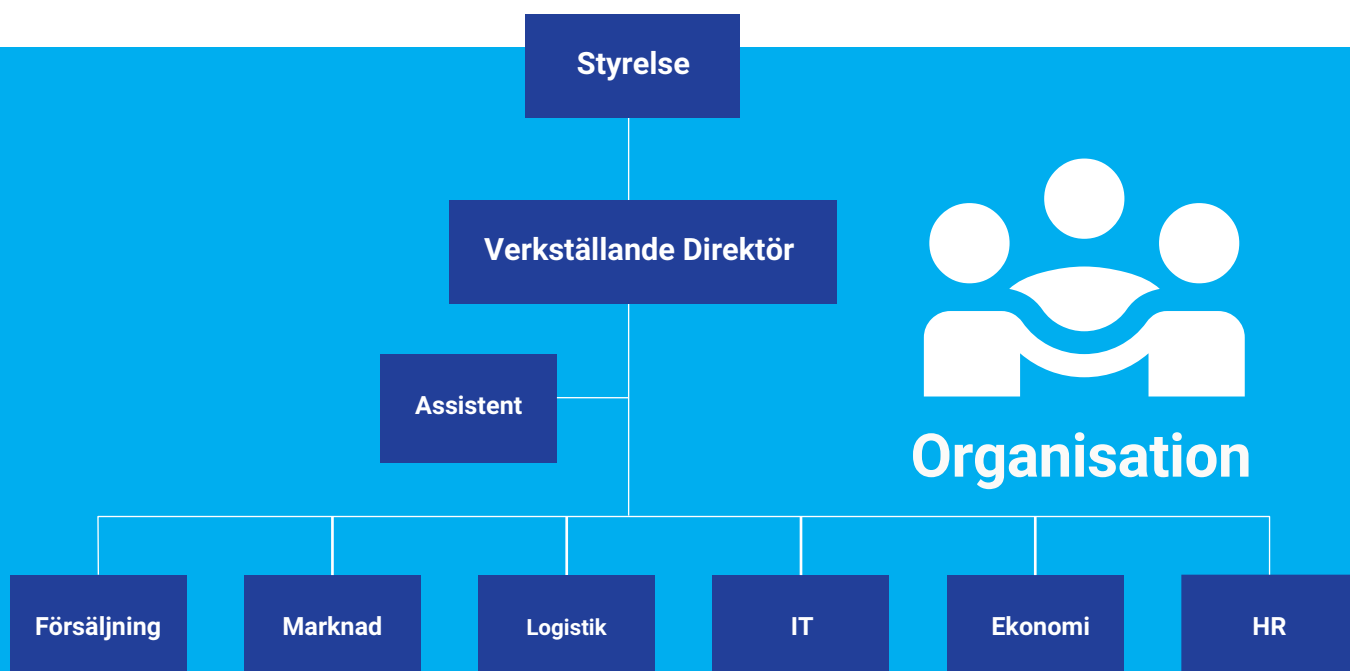 Styrelse
Verkställande Direktör
Assistent
Organisation
Försäljning
Marknad
Logistik
IT
Ekonomi
HR